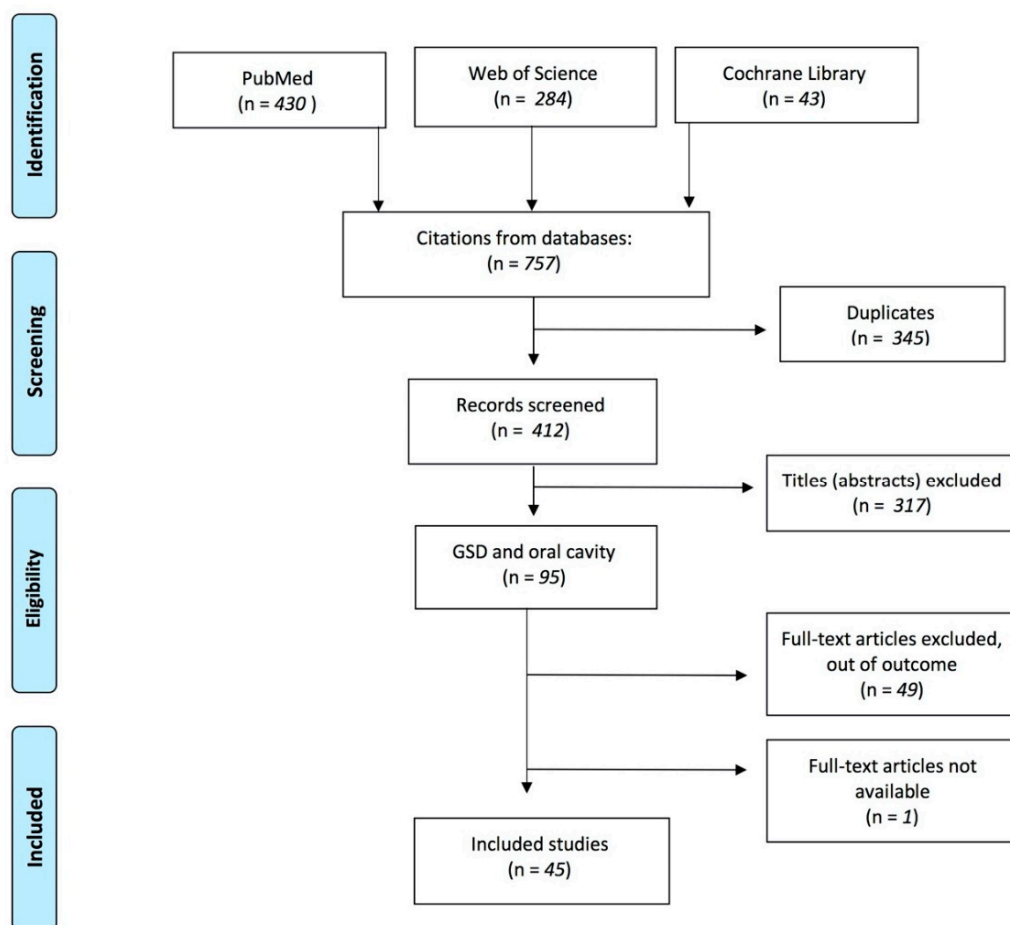 Identification
PubMed
(n = 430 )
Web of Science
(n = 284)
Cochrane Library
(n = 43)
Citations from databases:
(n = 757)
Screening
Duplicates
(n = 345)
Records screened
(n = 412)
Titles (abstracts) excluded
(n = 317)
Eligibility
GSD and oral cavity
(n = 95)
Full-text articles excluded,
out of outcome
(n = 49)
Full-text articles not
available
(n = 1)
Included
Included studies
(n = 45)